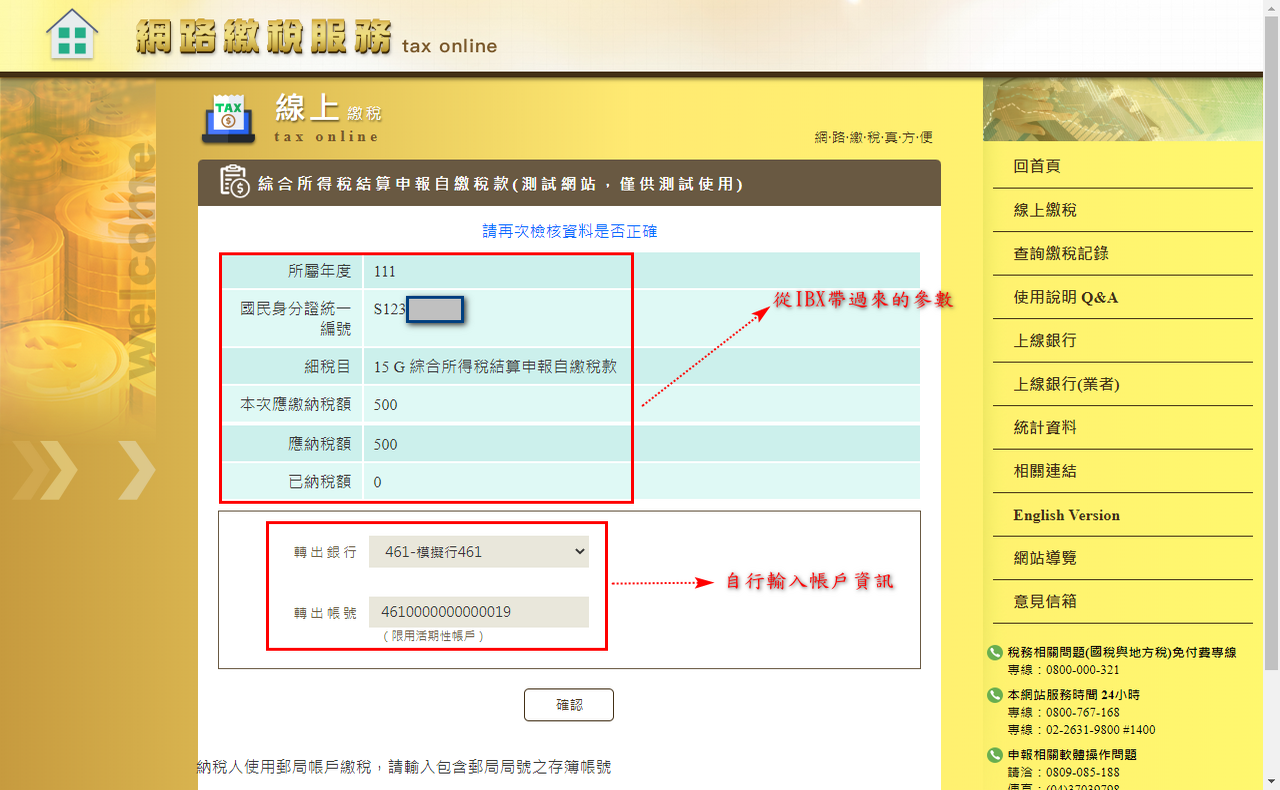 網路繳稅服務 tax online
welcome
TAX
線上 繳稅
tax online
網‧路‧繳‧稅‧真‧方‧便
綜合所得稅結算申報自繳稅款(測試網站，僅供測試使用)
請再次檢核資料是否正確
所屬年度 111
國民身分證統一
編號 S123
細稅目 15 G 綜合所得稅結算申報自繳稅款
本次應繳納稅額 500
應納稅額 500
已納稅額 0
從IBX帶過來的參數
轉出銀行 461-模擬行461
轉出帳號 4610000000000019
(限用活期性帳戶)
自行輸入帳戶資訊
確認
納稅人使用郵局帳戶繳稅，請輸入包含郵局局號之存簿帳號
回首頁
線上繳稅
查詢繳稅記錄
使用說明 Q&A
上線銀行
上線銀行(業者)
統計資料
相關連結
English Version
網站導覽
意見信箱
稅務相關問題(國稅與地方稅)免付費專線
專線：0800-000-321
本網站服務時間 24小時
專線：0800-767-168
專線：02-2631-9800 #1400
申報相關軟體操作問題
請洽：0809-085-188
傳真：(04)37039798